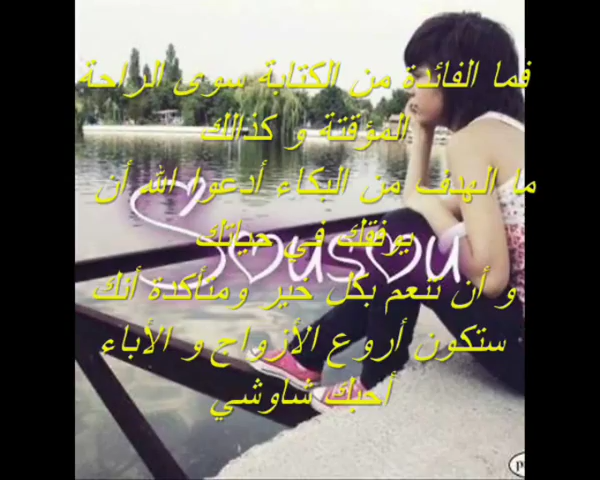 فما الفائدة من الكتابة سوى الراحة
المؤقتة و كذالك
ما الهدف من البكاء أدعوا الله أن
يوفقك في حياتك
Sousou
و أن تنعم بكل خير ومتأكدة أنك
ستكون أروع الأزواج و الأباء
أحبك شاوشي